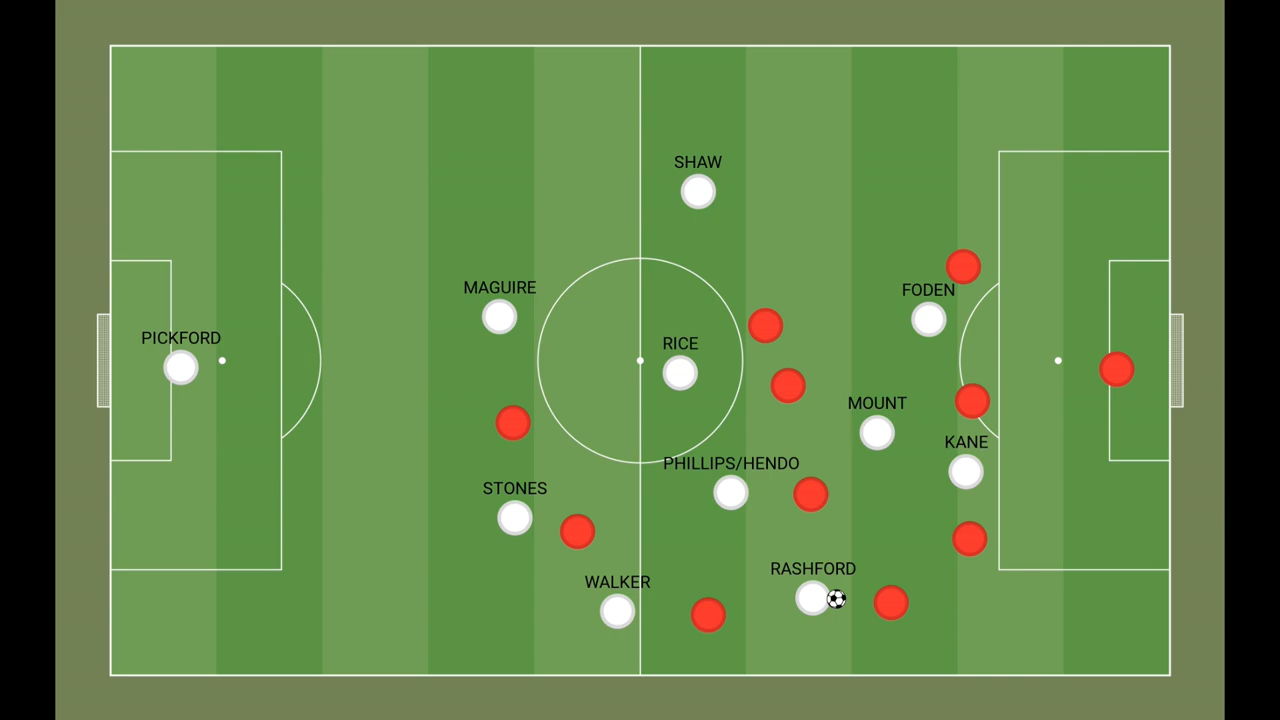 SHAW
MAGUIRE
FODEN
PICKFORD
RICE
MOUNT
KANE
PHILLIPS/HENDO
STONES
RASHFORD
WALKER